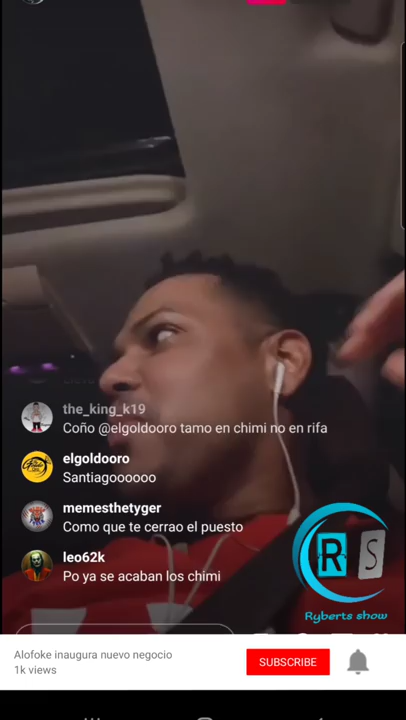 the_king_k19
Coño @elgoldooro tamo en chimi no en rifa
elgoldooro
Santiagoooooo
memesthetyger
Como que te cerrao el puesto
leo62k
Po ya se acaban los chimi
R S
Ryberts show
Alofoke inaugura nuevo negocio
1k views
SUBSCRIBE